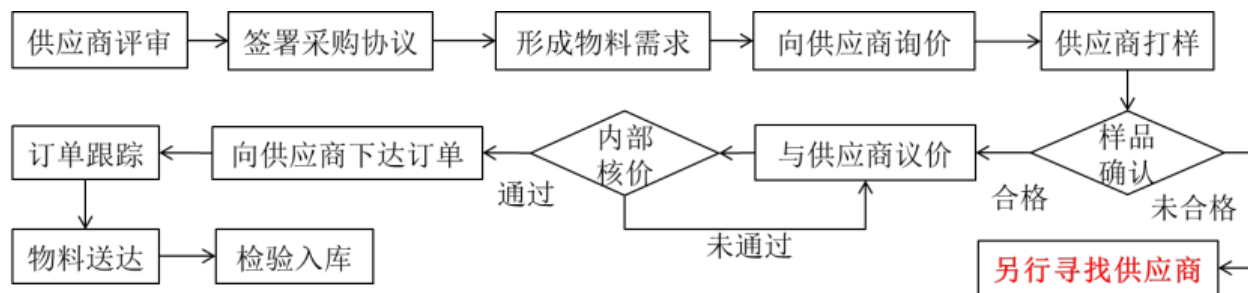 供应商评审
签署采购协议
形成物料需求
向供应商询价
供应商打样
订单跟踪
向供应商下达订单
内部
核价
与供应商议价
样品
确认
通过
合格
未合格
未通过
物料送达
检验入库
另行寻找供应商